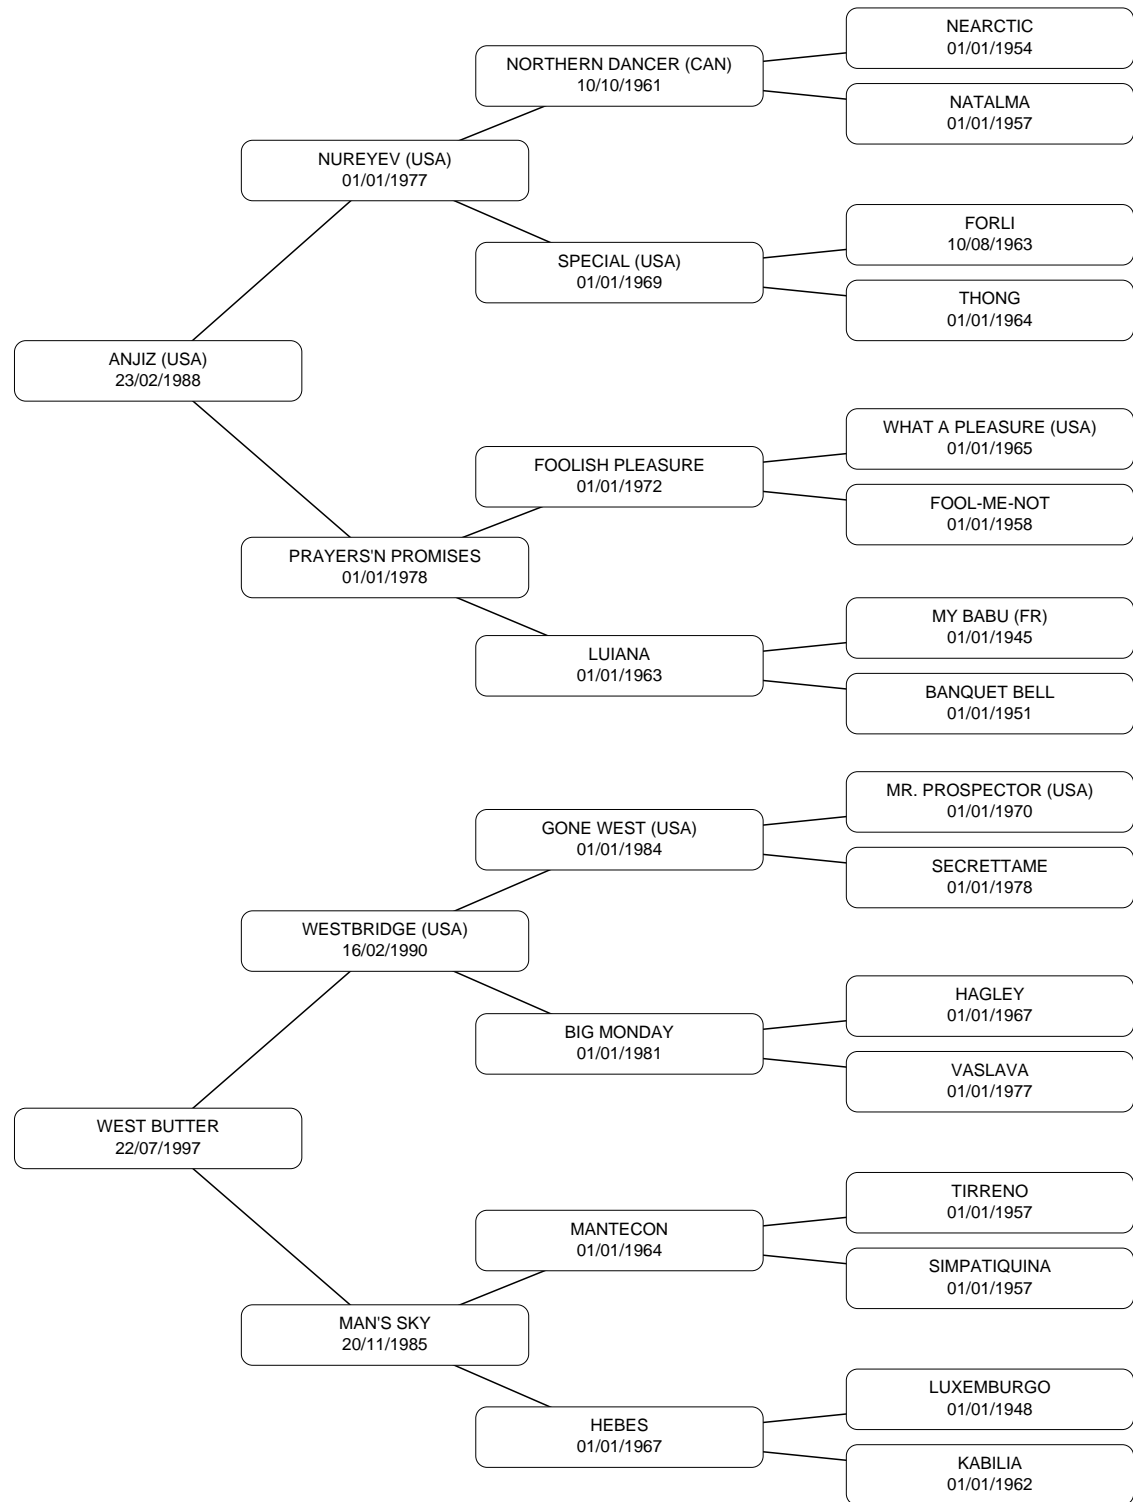 NEARCTIC
01/01/1954
NORTHERN DANCER (CAN)
10/10/1961
NATALMA
01/01/1957
NUREYEV (USA)
01/01/1977
FORLI
10/08/1963
SPECIAL (USA)
01/01/1969
THONG
01/01/1964
ANJIZ (USA)
23/02/1988
WHAT A PLEASURE (USA)
01/01/1965
FOOLISH PLEASURE
01/01/1972
FOOL-ME-NOT
01/01/1958
PRAYERS'N PROMISES
01/01/1978
MY BABU (FR)
01/01/1945
LUIANA
01/01/1963
BANQUET BELL
01/01/1951
MR. PROSPECTOR (USA)
01/01/1970
GONE WEST (USA)
01/01/1984
SECRETTAME
01/01/1978
WESTBRIDGE (USA)
16/02/1990
HAGLEY
01/01/1967
BIG MONDAY
01/01/1981
VASLAVA
01/01/1977
WEST BUTTER
22/07/1997
TIRRENO
01/01/1957
MANTECON
01/01/1964
SIMPATIQUINA
01/01/1957
MAN'S SKY
20/11/1985
LUXEMBURGO
01/01/1948
HEBES
01/01/1967
KABILIA
01/01/1962